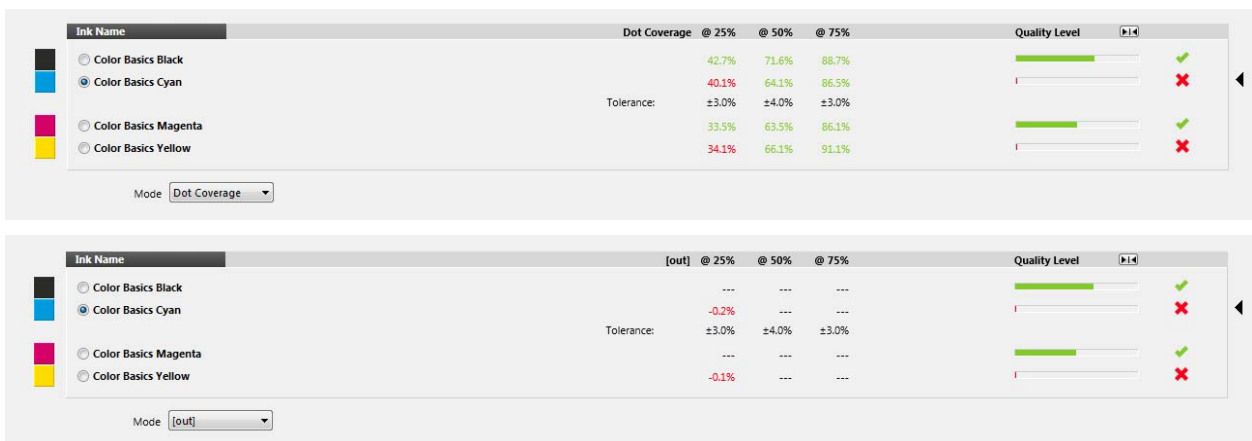 Ink Name Dot Coverage @ 25% @ 50% @ 75% Quality Level
Color Basics Black 42.7% 71.6% 88.7%
Color Basics Cyan 40.1% 64.1% 86.5%
Tolerance: ±3.0% ±4.0% ±3.0%
Color Basics Magenta 33.5% 63.5% 86.1%
Color Basics Yellow 34.1% 66.1% 91.1%
Mode Dot Coverage
Ink Name [out] @ 25% @ 50% @ 75% Quality Level
Color Basics Black --- --- ---
Color Basics Cyan -0.2% --- ---
Tolerance: ±3.0% ±4.0% ±3.0%
Color Basics Magenta --- --- ---
Color Basics Yellow -0.1% --- ---
Mode [out]